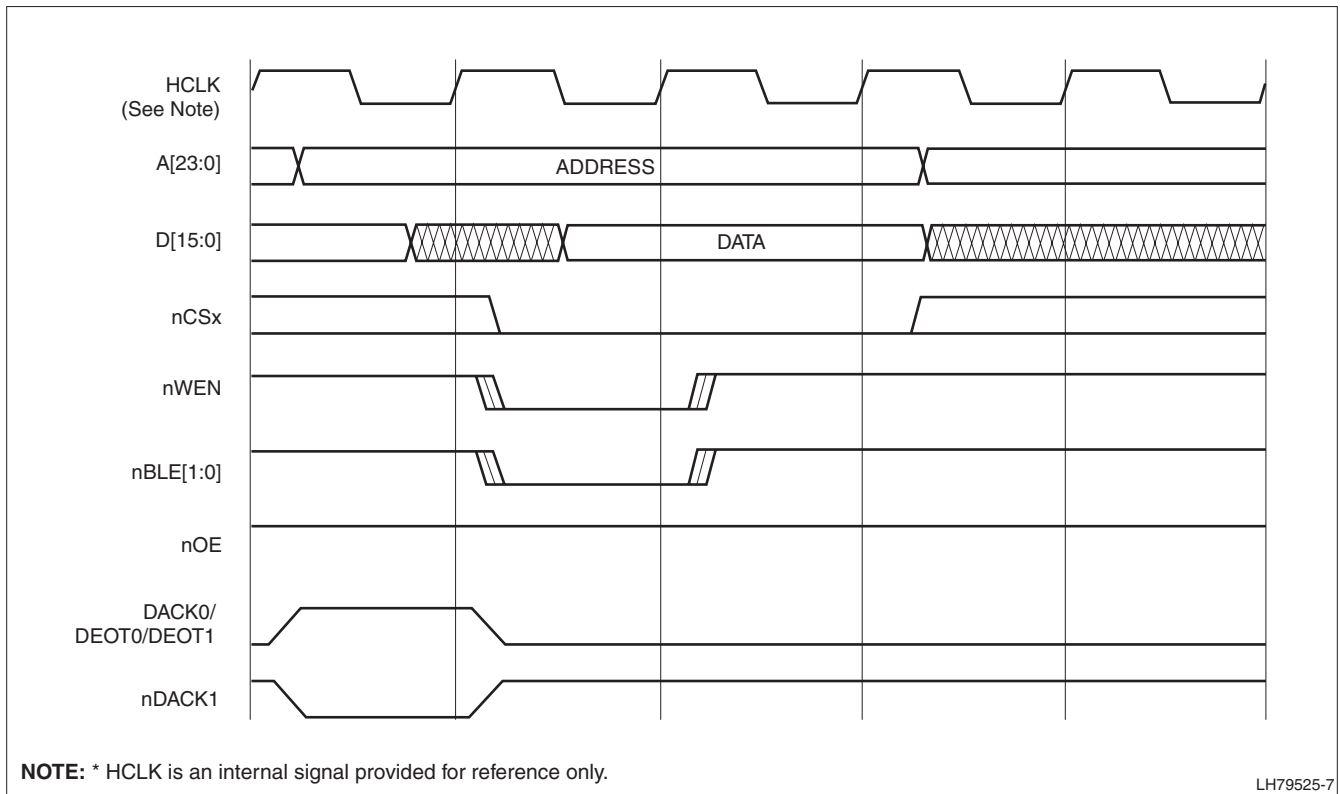 HCLK
(See Note)
A[23:0]
ADDRESS
D[15:0]
DATA
nCSx
nWEN
nBLE[1:0]
nOE
DACK0/
DEOT0/DEOT1
nDACK1
NOTE: * HCLK is an internal signal provided for reference only.
LH79525-7